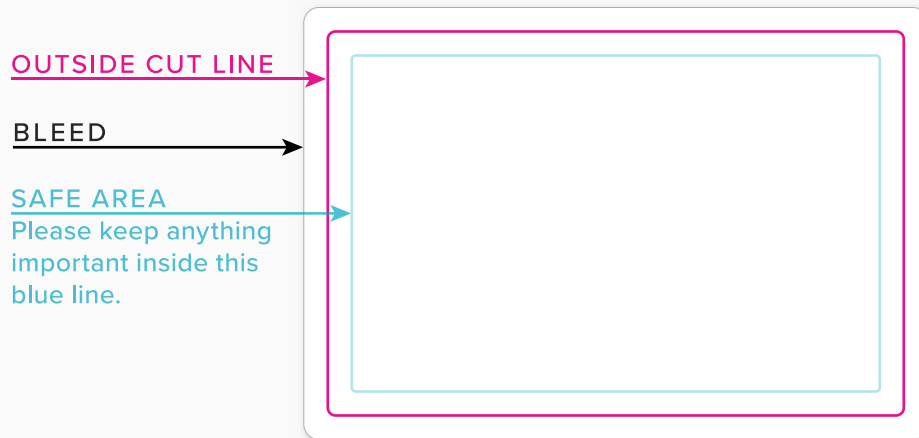 OUTSIDE CUT LINE
BLEED
SAFE AREA
Please keep anything
important inside this
blue line.